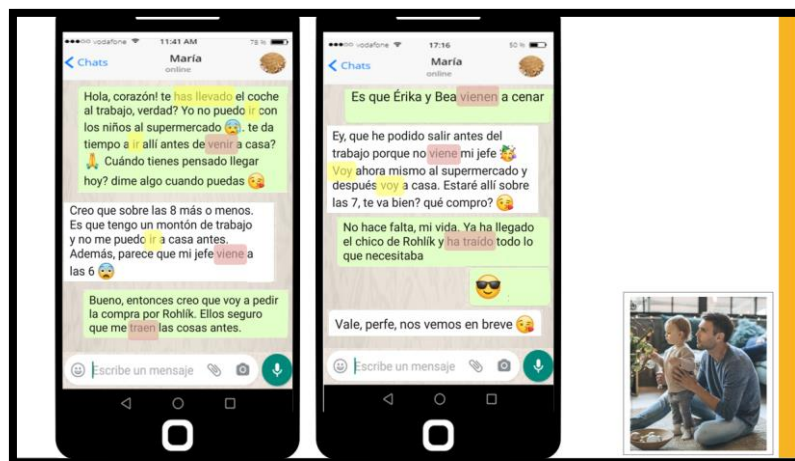 vodafone 11:41 AM 78 %
Chats María
online
Hola, corazón! te has llevado el coche
al trabajo, verdad? Yo no puedo ir con
los niños al supermercado 😰. te da
tiempo a ir allí antes de venir a casa?
🙏 Cuándo tienes pensado llegar
hoy? dime algo cuando puedas 😘
Creo que sobre las 8 más o menos.
Es que tengo un montón de trabajo
y no me puedo ir a casa antes.
Además, parece que mi jefe viene a
las 6 😨
Bueno, entonces creo que voy a pedir
la compra por Rohlík. Ellos seguro
que me traen las cosas antes.
Escribe un mensaje
vodafone 17:16 50 %
Chats María
online
Es que Érika y Bea vienen a cenar
Ey, que he podido salir antes del
trabajo porque no viene mi jefe 🥳
Voy ahora mismo al supermercado y
después voy a casa. Estaré allí sobre
las 7, te va bien? qué compro? 😘
No hace falta, mi vida. Ya ha llegado
el chico de Rohlík y ha traído todo lo
que necesitaba
😎
Vale, perfe, nos vemos en breve 😘
Escribe un mensaje